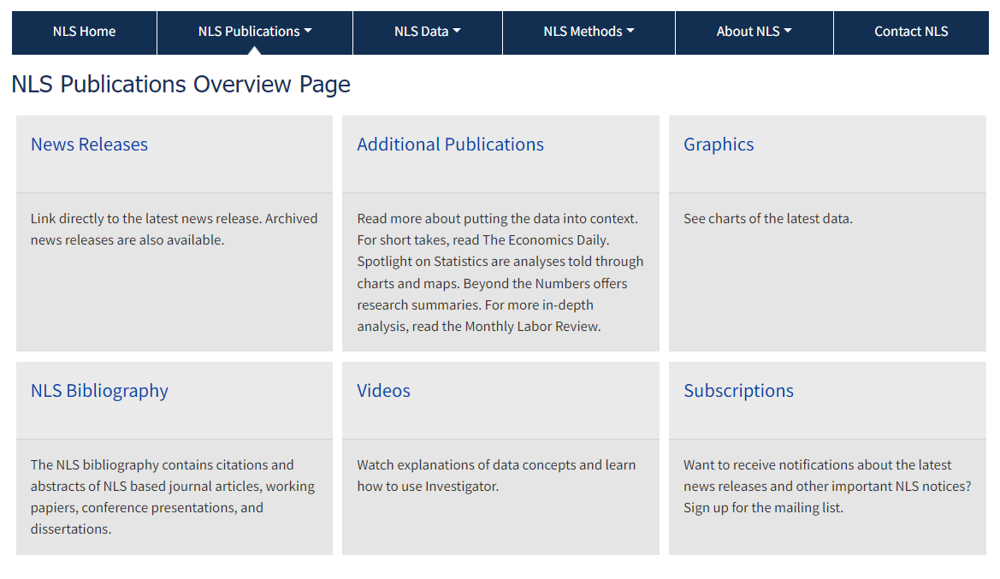 NLS Home
NLS Publications
NLS Data
NLS Methods
About NLS
Contact NLS
NLS Publications Overview Page
News Releases
Link directly to the latest news release. Archived
news releases are also available.
Additional Publications
Read more about putting the data into context.
For short takes, read The Economics Daily.
Spotlight on Statistics are analyses told through
charts and maps. Beyond the Numbers offers
research summaries. For more in-depth
analysis, read the Monthly Labor Review.
Graphics
See charts of the latest data.
NLS Bibliography
The NLS bibliography contains citations and
abstracts of NLS based journal articles, working
papiers, conference presentations, and
dissertations.
Videos
Watch explanations of data concepts and learn
how to use Investigator.
Subscriptions
Want to receive notifications about the latest
news releases and other important NLS notices?
Sign up for the mailing list.